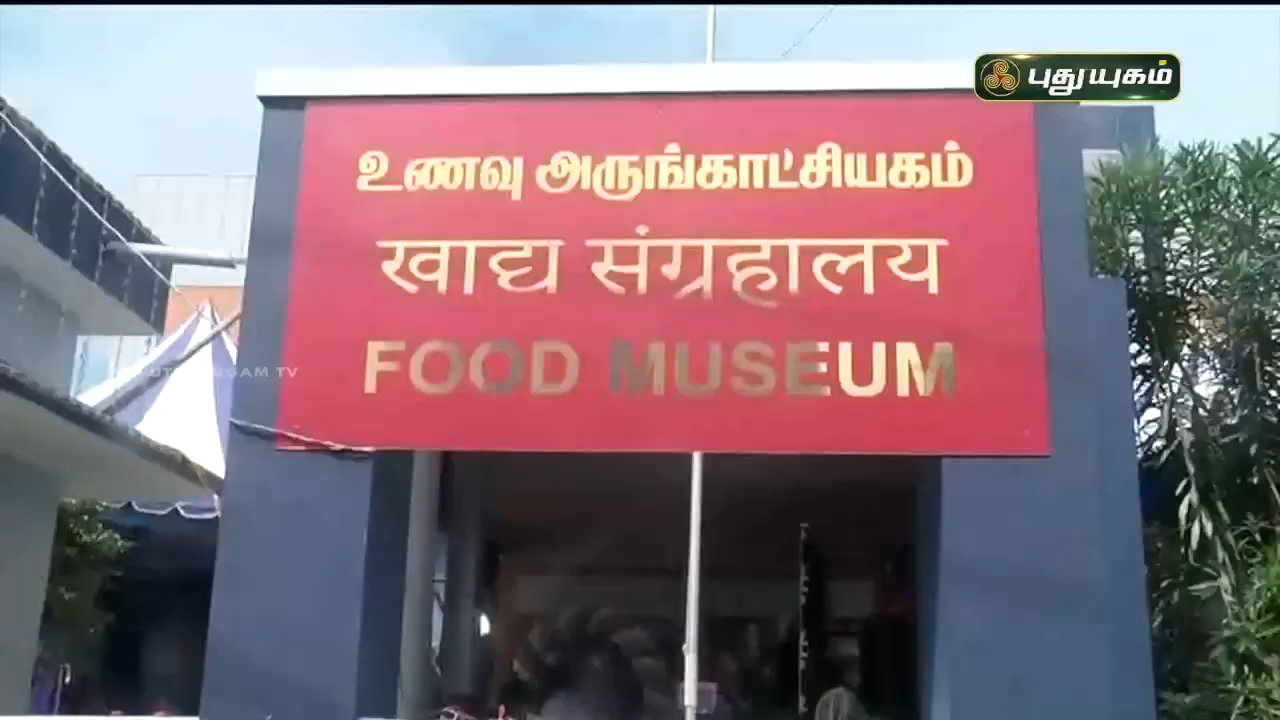 புதுயுகம்
உணவு அருங்காட்சியகம்
खाद्य संग्रहालय
FOOD MUSEUM